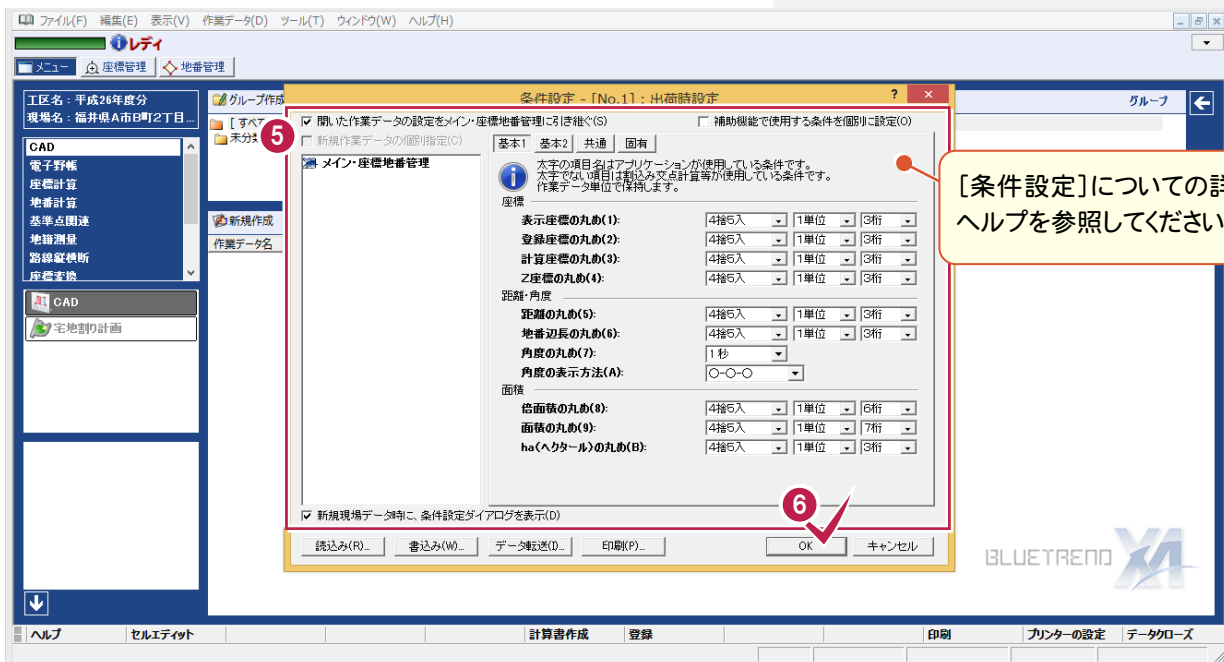 ファイル(F) 編集(E) 表示(V) 作業データ(D) ツール(T) ウィンドウ(W) ヘルプ(H)
レディ
メニュー 座標管理 地番管理
工区名：平成26年度分
現場名：福井県A市B町2丁目...
グループ作成
グループ
[すべて
未分
CAD
電子野帳
座標計算
地番計算
基準点関連
地籍測量
路線縦横断
座標変換
新規作成
作業データ名
CAD
宅地割り計画
条件設定 - [No.1]：出荷時設定
? ×
5
開いた作業データの設定をメイン・座標地番管理に引き継ぐ(S)
補助機能で使用する条件を個別に設定(O)
新規作業データの個別指定(C)
メイン・座標地番管理
基本1 基本2 共通 固有
太字の項目名はアプリケーションが使用している条件です。
太字でない項目は割込み交点計算等が使用している条件です。
作業データ単位で保持します。
座標
表示座標の丸め(1): 4捨5入 1単位 3桁
登録座標の丸め(2): 4捨5入 1単位 3桁
計算座標の丸め(3): 4捨5入 1単位 3桁
Z座標の丸め(4): 4捨5入 1単位 3桁
距離・角度
距離の丸め(5): 4捨5入 1単位 3桁
地番辺長の丸め(6): 4捨5入 1単位 3桁
角度の丸め(7): 1秒
角度の表示方法(A): ○-○-○
面積
倍面積の丸め(8): 4捨5入 1単位 6桁
面積の丸め(9): 4捨5入 1単位 7桁
ha(ヘクタール)の丸め(B): 4捨5入 1単位 3桁
新規現場データ時に、条件設定ダイアログを表示(D)
6
読込み(R)... 書込み(W)... データ転送(I)... 印刷(P)... OK キャンセル
[条件設定]についての詳
ヘルプを参照してください
BLUETREND XA
ヘルプ セルエディット 計算書作成 登録 印刷 プリンターの設定 データクローズ